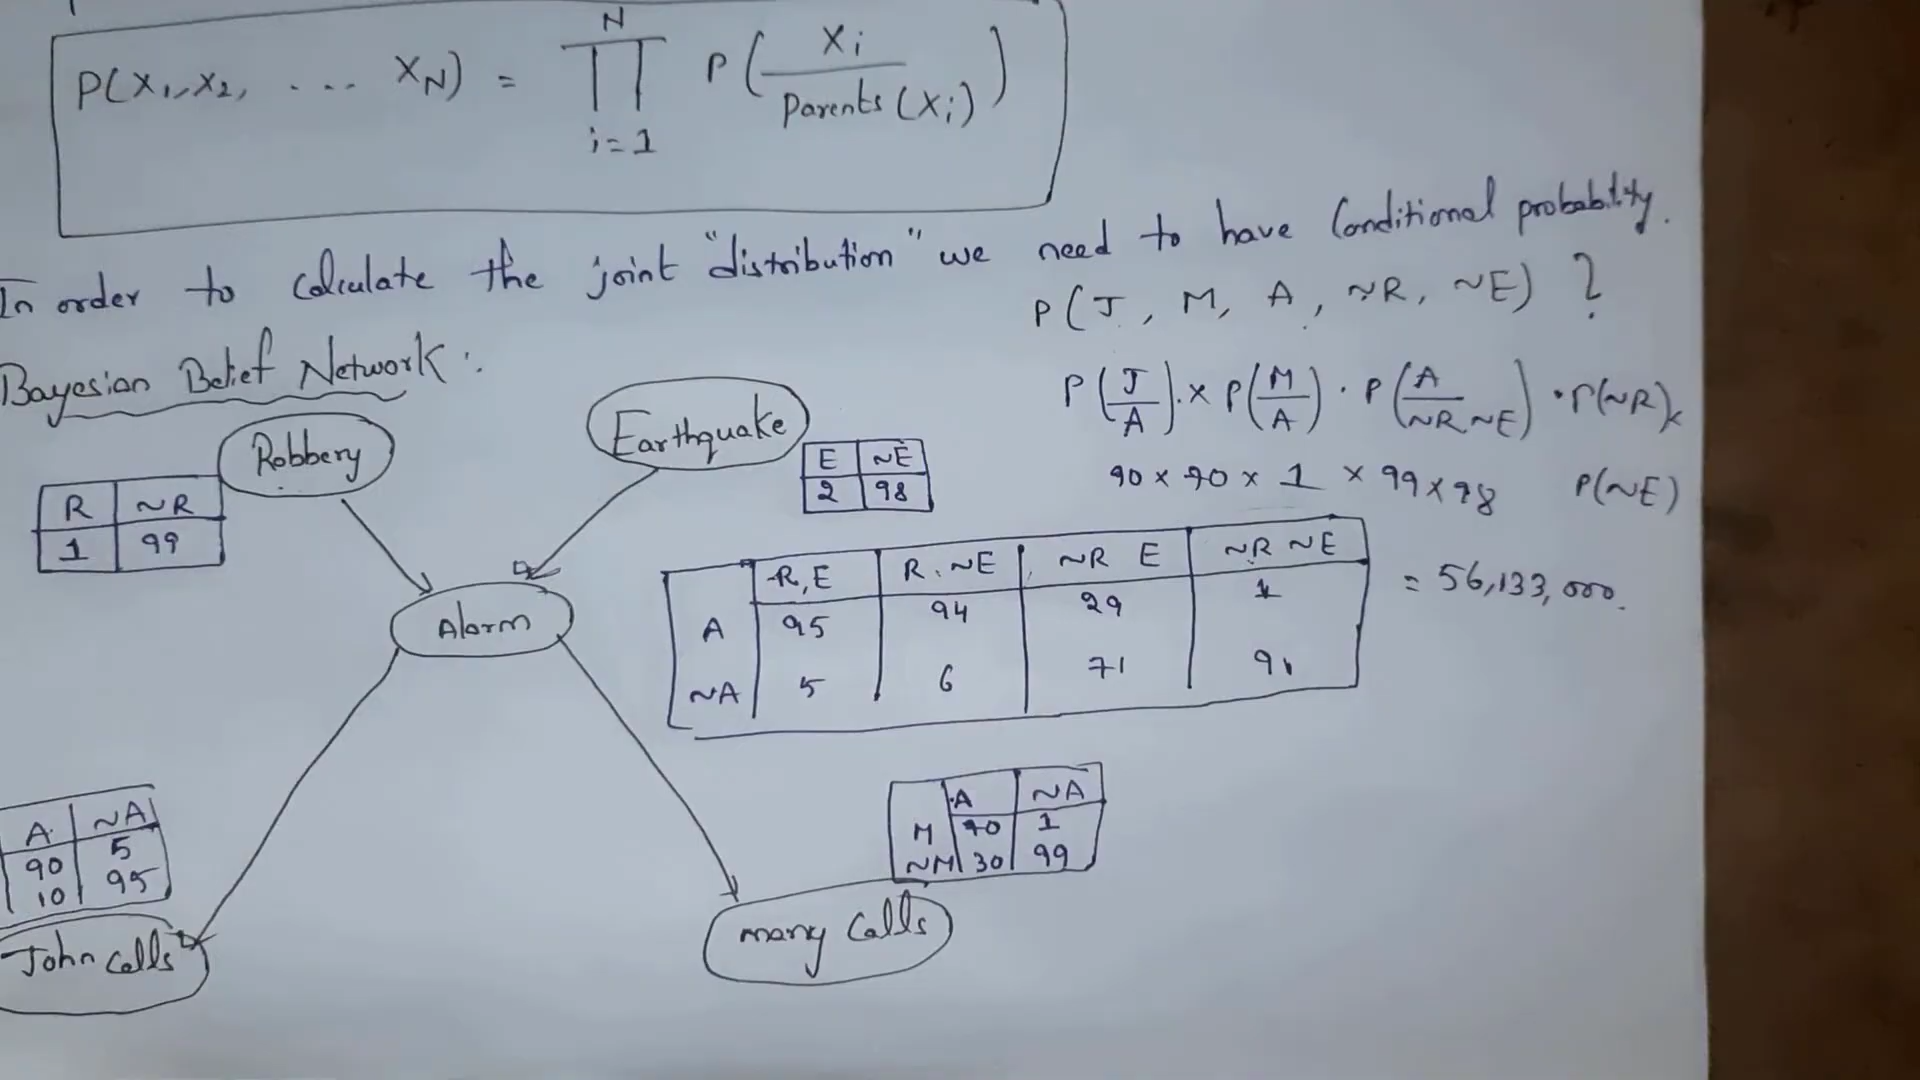 P(X1,X2, .... XN) = N ∏ i=1 P( Xi / Parents(Xi) )
In order to calculate the joint "distribution" we need to have Conditional probability.
P(J, M, A, ~R, ~E) ?
Bayesian Belief Network:
P(J/A).× P(M/A) · P(A/~R ~E) · P(~R)×
P(~E)
90 × 70 × 1 × 99 × 98
= 56,133,000.
Robbery
R ~R
1 99
Earthquake
E ~E
2 98
Alarm
R,E R.~E ~R E ~R ~E
A 95 94 29 1
~A 5 6 71 91
A ~A
90 5
10 95
John calls
A ~A
M 70 1
~M 30 99
many calls